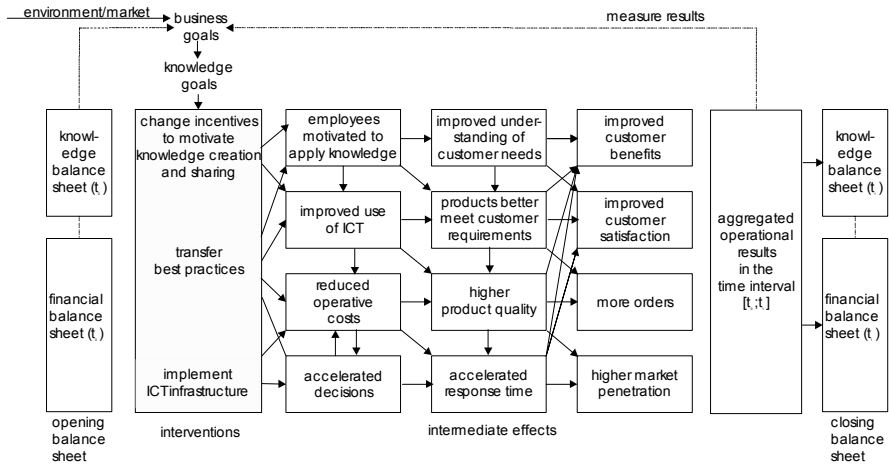 environment/market
business
goals
measure results
knowledge
goals
knowl-
edge
balance
sheet (t )
financial
balance
sheet (t )
opening
balance
sheet
change incentives to
motivate
knowledge creation
and sharing
transfer
best practices
implement
ICTinfrastructure
interventions
employees
motivated to
apply knowledge
improved use
of ICT
reduced
operative
costs
accelerated
decisions
improved under-
standing of
customer needs
products better
meet customer
requirements
higher
product quality
accelerated
response time
intermediate effects
improved
customer
benefits
improved
customer
satisfaction
more orders
higher market
penetration
aggregated
operational
results
in the
time interval
[t ;t ]
knowl-
edge
balance
sheet (t )
financial
balance
sheet (t )
closing
balance
sheet